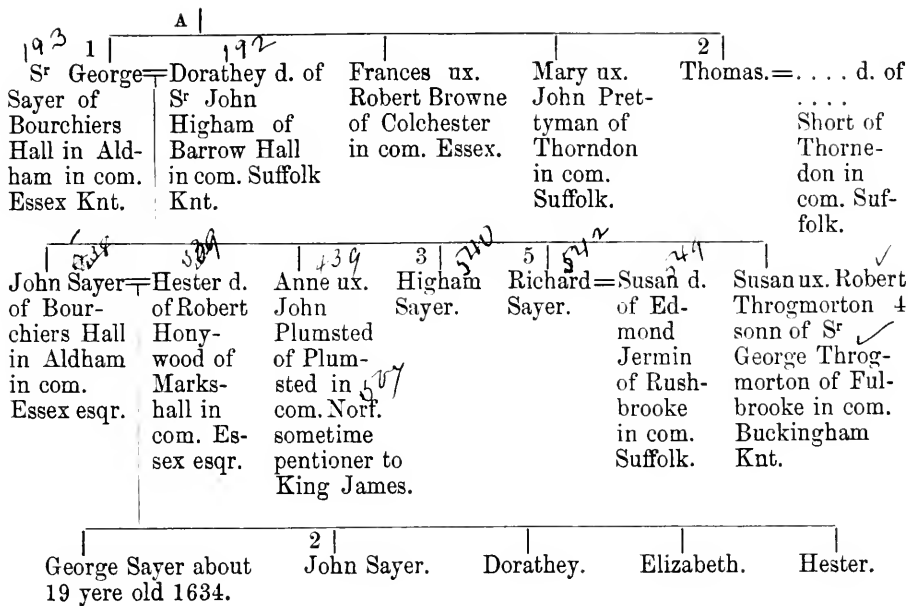 A
193
1
192
2
Sr George = Dorathey d. of
Sayer of
Bourchiers
Hall in Ald-
ham in com.
Essex Knt.
Sr John
Higham of
Barrow Hall
in com. Suffolk
Knt.
Frances ux.
Robert Browne
of Colchester
in com. Essex.
Mary ux.
John Pret-
tyman of
Thorndon
in com.
Suffolk.
Thomas. = . . . . d. of
. . . .
Short of
Thorne-
don in
com. Suf-
folk.
439
3
540
5
542
549
John Sayer = Hester d.
of Bour-
chiers Hall
in Aldham
in com.
Essex esqr.
of Robert
Hony-
wood of
Marks-
hall in
com. Es-
sex esqr.
Anne ux.
John
Plumsted
of Plum-
sted in 507
com. Norf.
sometime
pentioner to
King James.
Higham
Sayer.
Richard = Susan d.
Sayer.
of Ed-
mond
Jermin
of Rush-
brooke
in com.
Suffolk.
Susan ux. Robert
Throgmorton 4
sonn of Sr
George Throg-
morton of Ful-
brooke in com.
Buckingham
Knt.
George Sayer about
19 yere old 1634.
2
John Sayer.
Dorathey.
Elizabeth.
Hester.